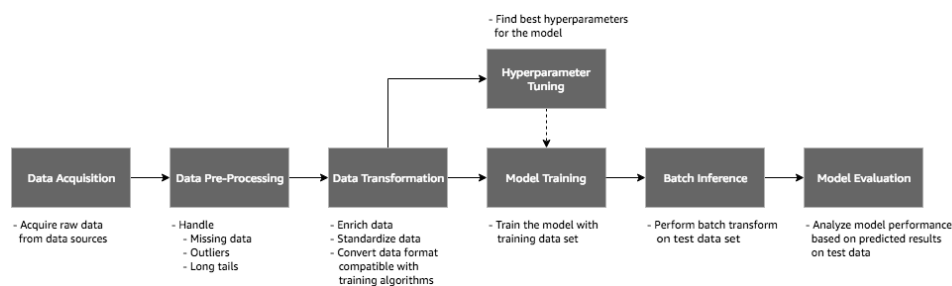 - Find best hyperparameters
for the model
Hyperparameter
Tuning
Data Acquisition
Data Pre-Processing
Data Transformation
Model Training
Batch Inference
Model Evaluation
- Acquire raw data
from data sources
- Handle
- Missing data
- Outliers
- Long tails
- Enrich data
- Standardize data
- Convert data format
compatible with
training algorithms
- Train the model with
training data set
- Perform batch transform
on test data set
- Analyze model performance
based on predicted results
on test data